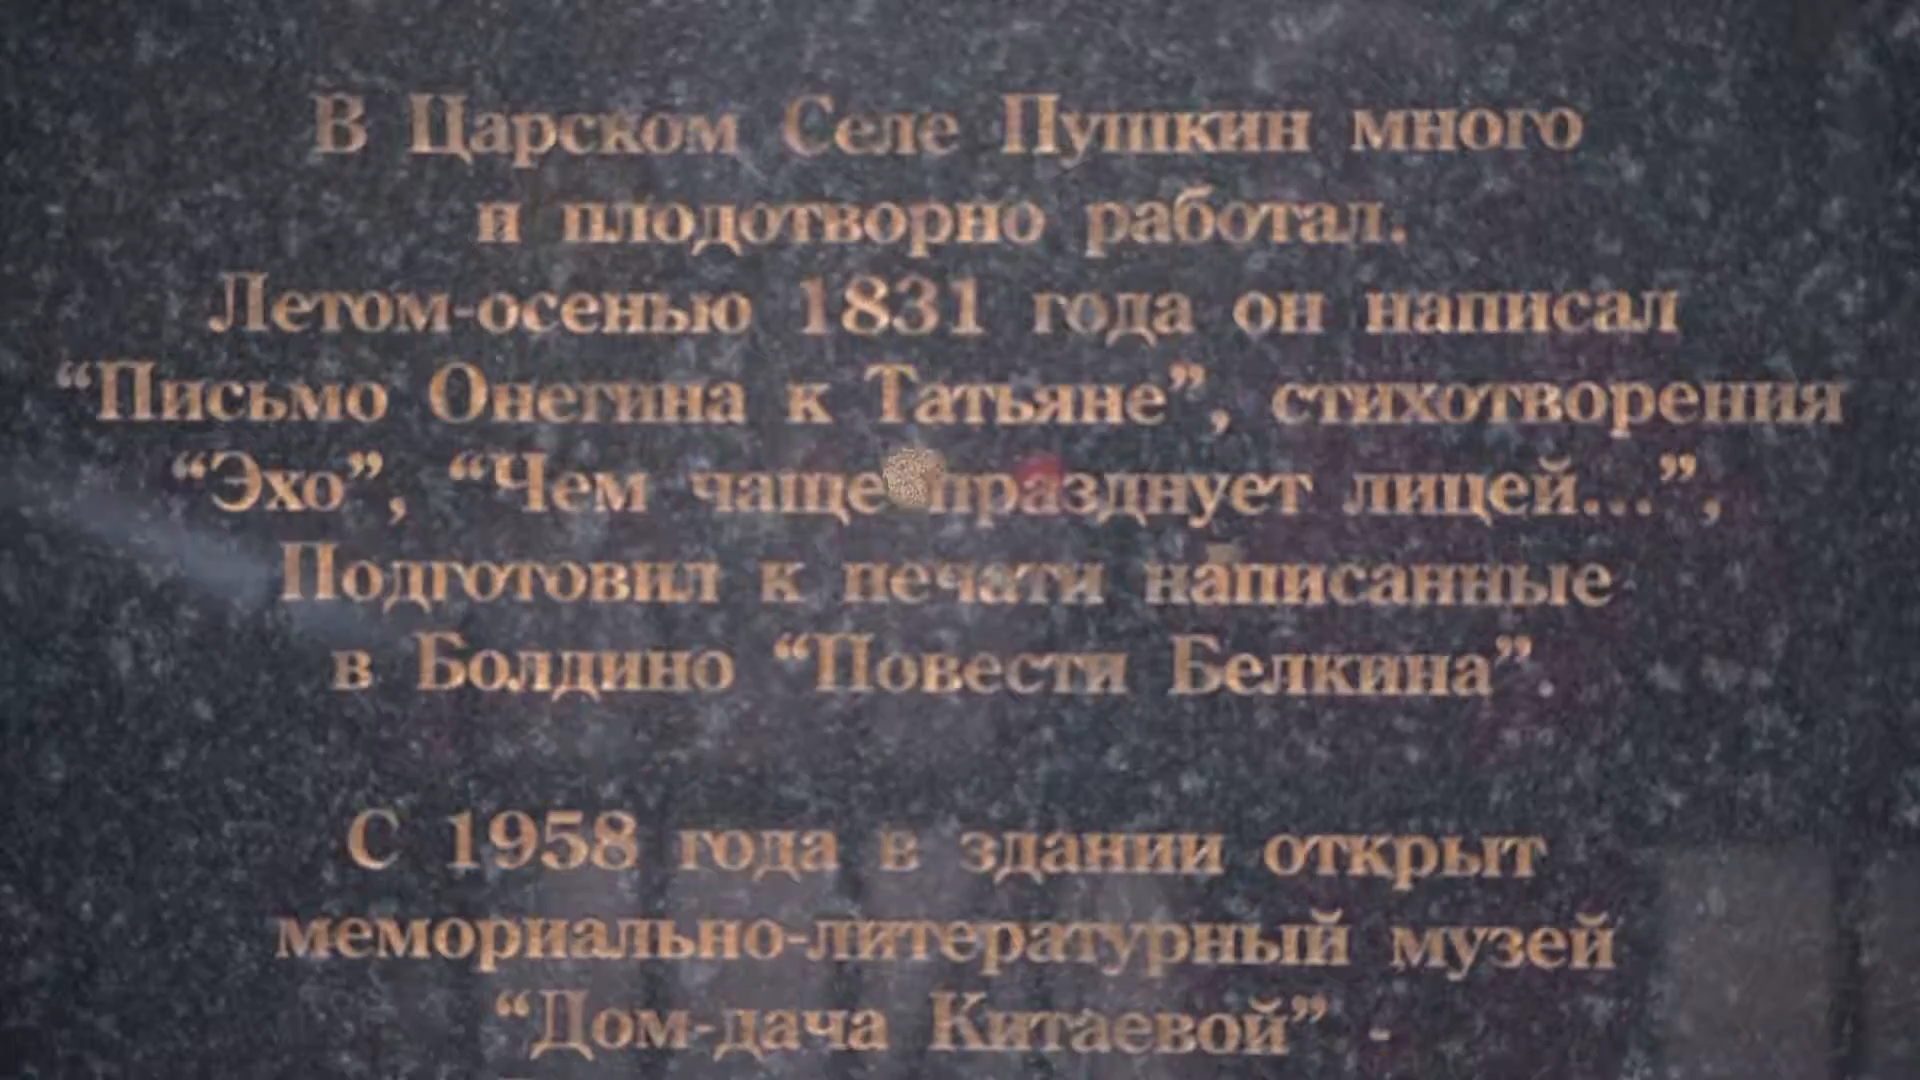 В Царском Селе Пушкин много
и плодотворно работал.
Летом-осенью 1831 года он написал
“Письмо Онегина к Татьяне”, стихотворения
“Эхо”, “Чем чаще празднует лицей...”,
Подготовил к печати написанные
в Болдино “Повести Белкина”.
С 1958 года в здании открыт
мемориально-литературный музей
“Дом-дача Китаевой” -